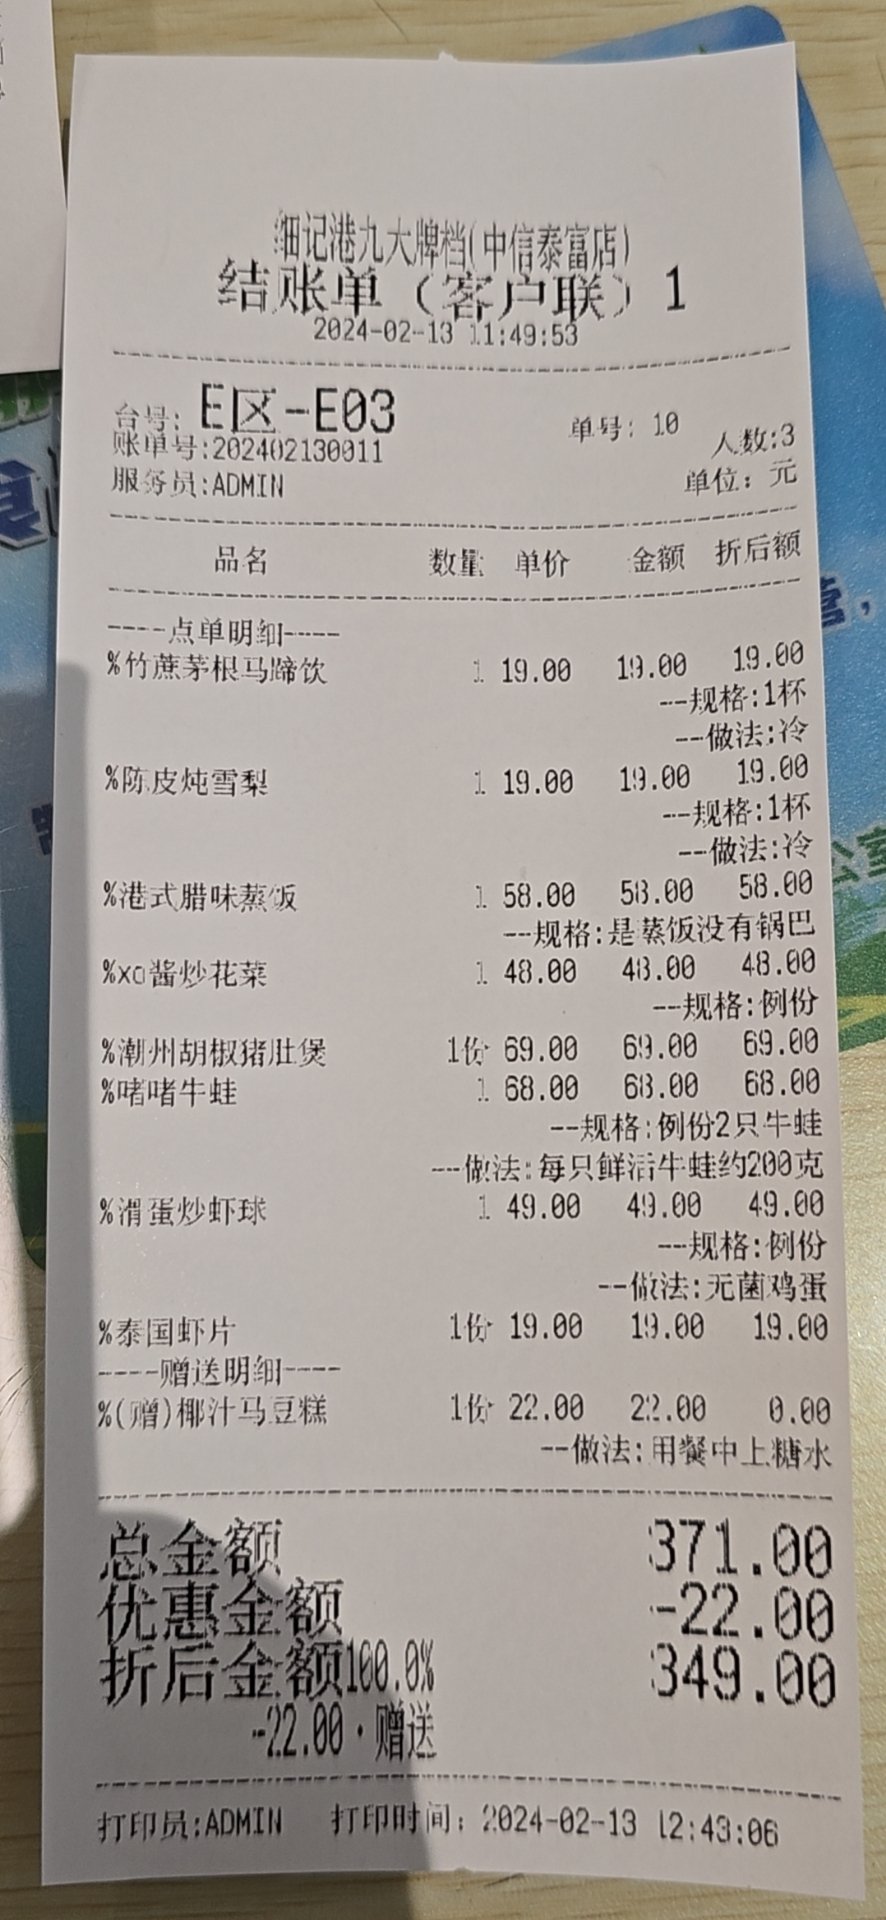 细记港九大牌档(中信泰富店)
结账单（客户联）1
2024-02-13 11:49:53
台号: E区-E03 单号: 10
账单号:202402130011 人数:3
服务员:ADMIN 单位: 元
品名 数量 单价 金额 折后额
----点单明细----
%竹蔗茅根马蹄饮 1 19.00 19.00 19.00
--规格:1杯
--做法:冷
%陈皮炖雪梨 1 19.00 19.00 19.00
--规格:1杯
--做法:冷
%港式腊味蒸饭 1 58.00 58.00 58.00
--规格:是蒸饭没有锅巴
%xo酱炒花菜 1 48.00 48.00 48.00
--规格:例份
%潮州胡椒猪肚煲 1份 69.00 69.00 69.00
%啫啫牛蛙 1 68.00 68.00 68.00
--规格:例份2只牛蛙
--做法:每只鲜活牛蛙约200克
%滑蛋炒虾球 1 49.00 49.00 49.00
--规格:例份
--做法:无菌鸡蛋
%泰国虾片 1份 19.00 19.00 19.00
----赠送明细----
%(赠)椰汁马豆糕 1份 22.00 22.00 0.00
--做法:用餐中上糖水
总金额 371.00
优惠金额 -22.00
折后金额100.0% 349.00
-22.00·赠送
打印员:ADMIN 打印时间: 2024-02-13 12:43:06